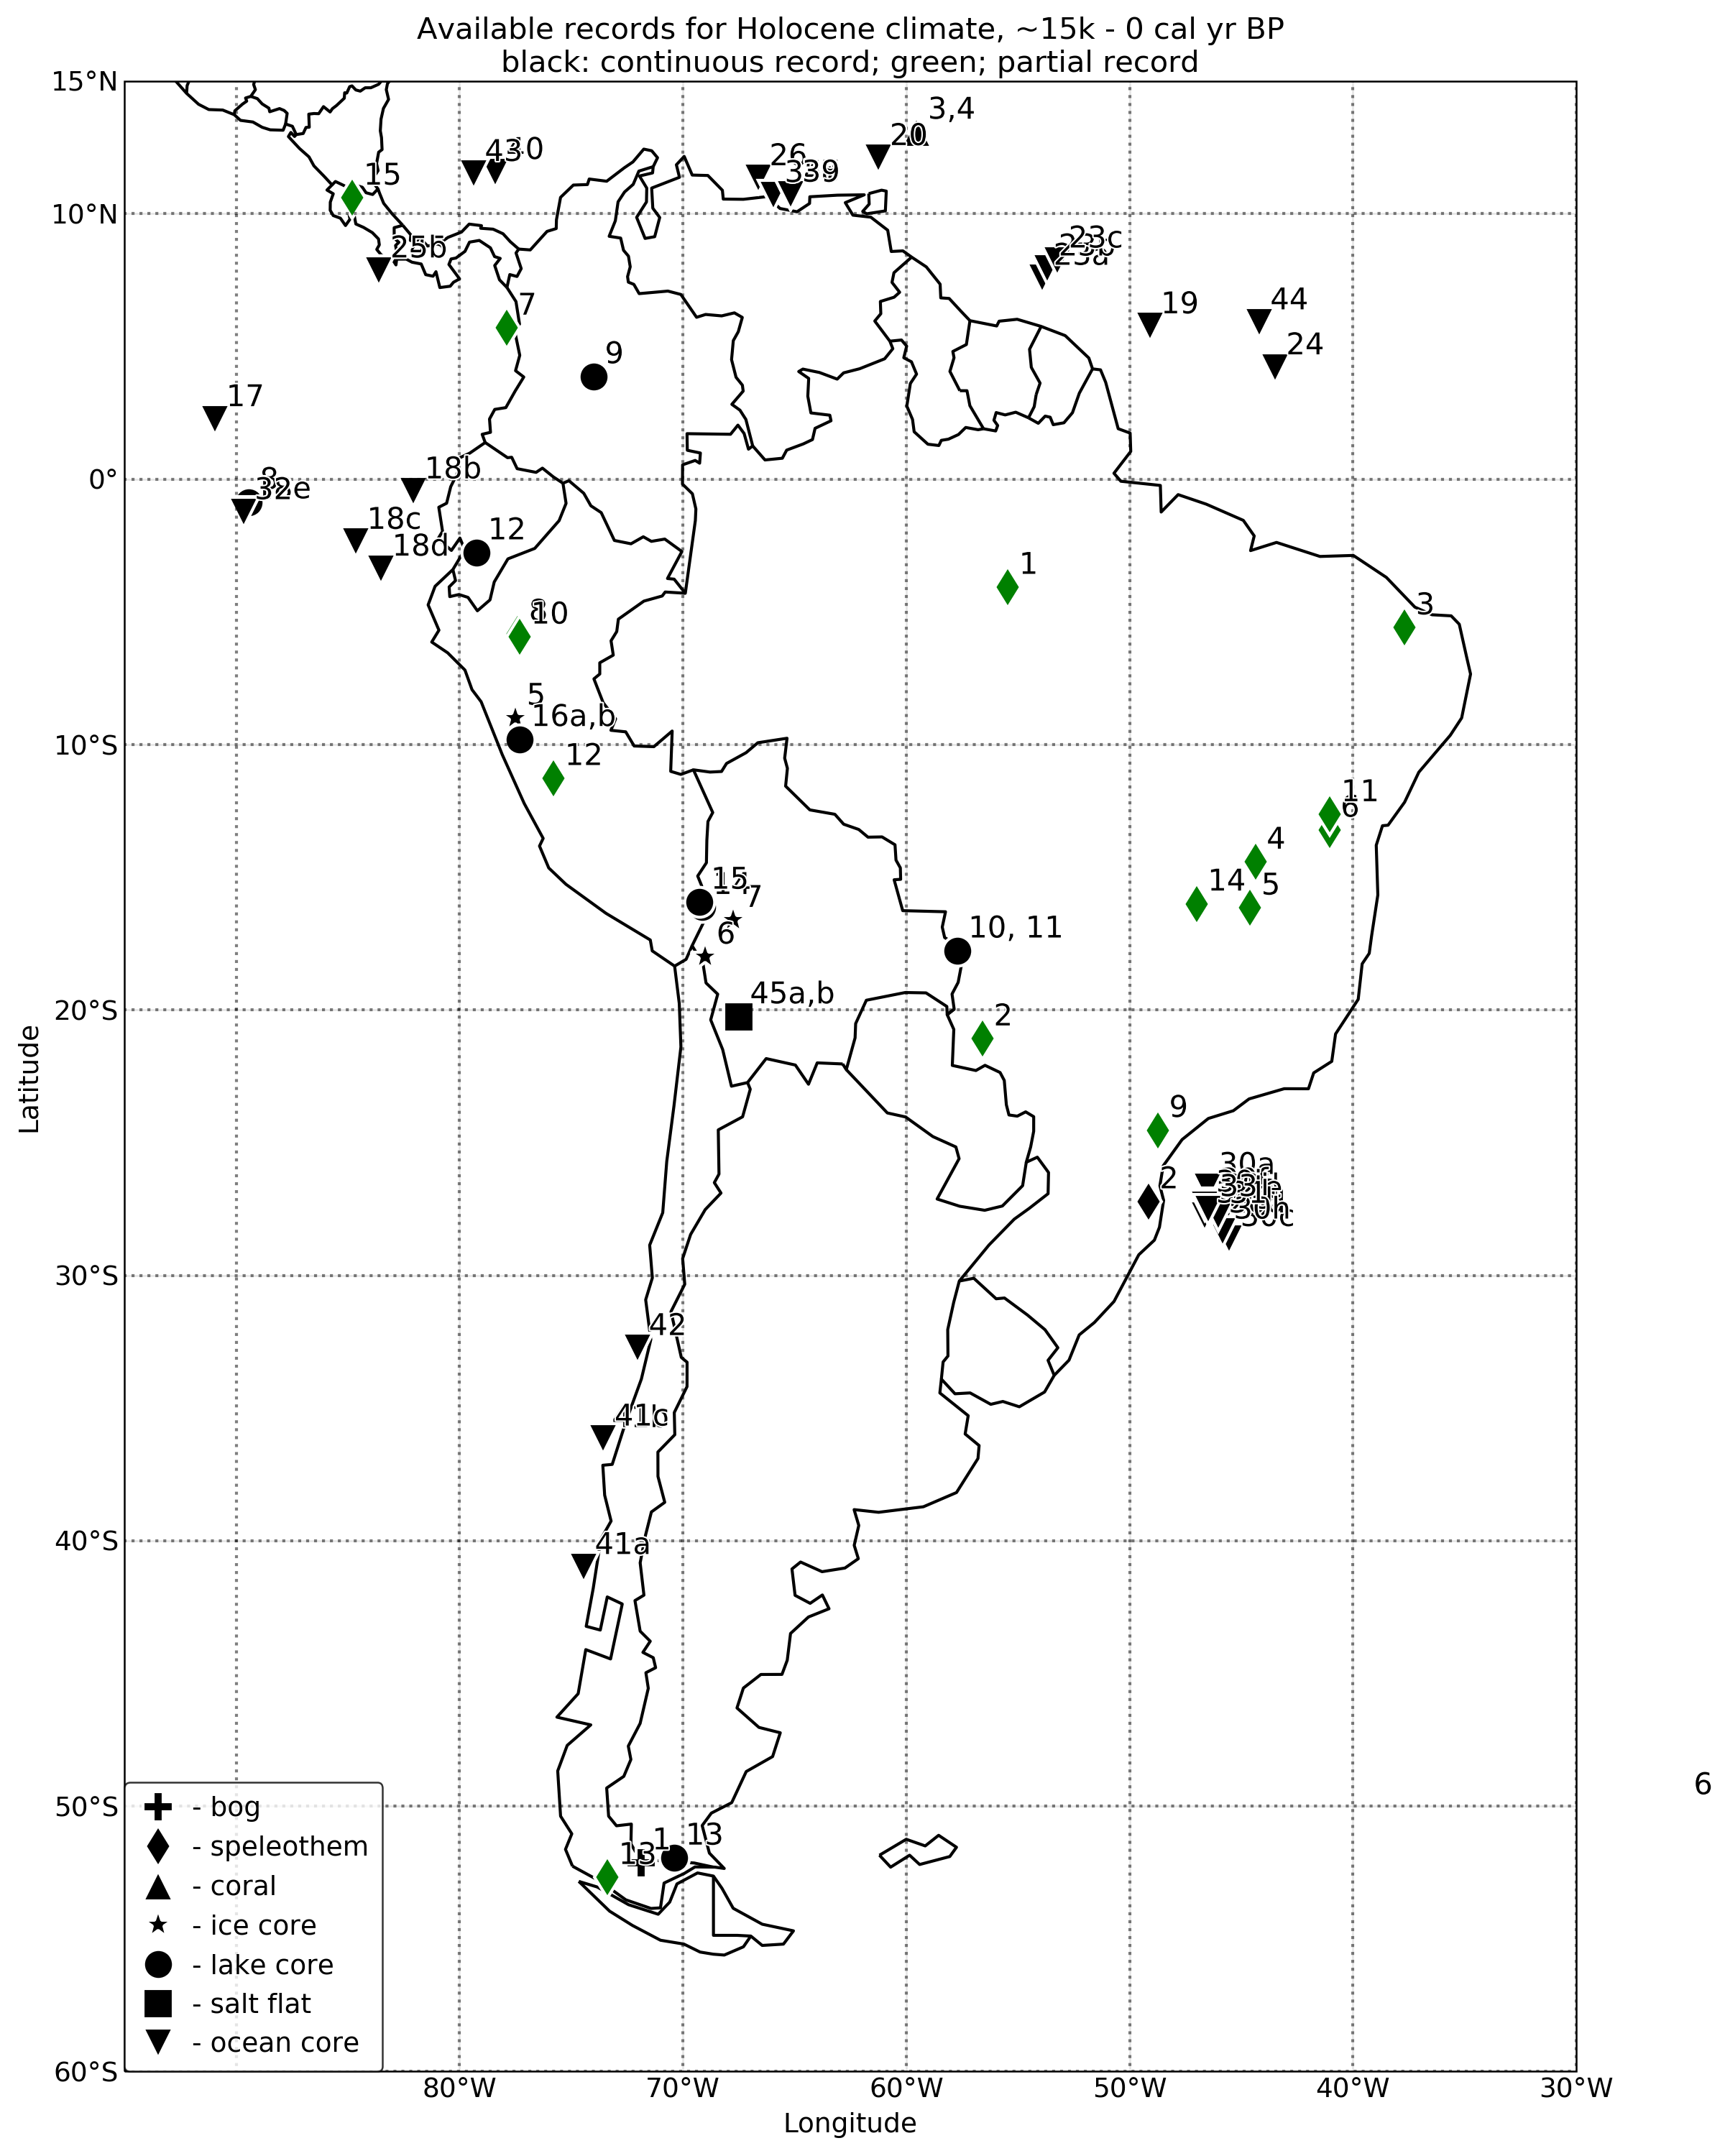 Available records for Holocene climate, ~15k - 0 cal yr BP
black: continuous record; green; partial record
15°N
3,4
20
43
26
39
15
10°N
25b
23c
23a
7
19
44
24
9
17
0°
18b
32e
18c
18d
12
1
10
3
5
16a,b
10°S
12
11
6
4
14
5
15
7
6
10, 11
45a,b
20°S
2
9
30a
2
30h
30c
30°S
42
41c
40°S
41a
6
50°S
13
1
13
- bog
- speleothem
- coral
- ice core
- lake core
- salt flat
- ocean core
60°S
80°W
70°W
60°W
50°W
40°W
30°W
Longitude
Latitude